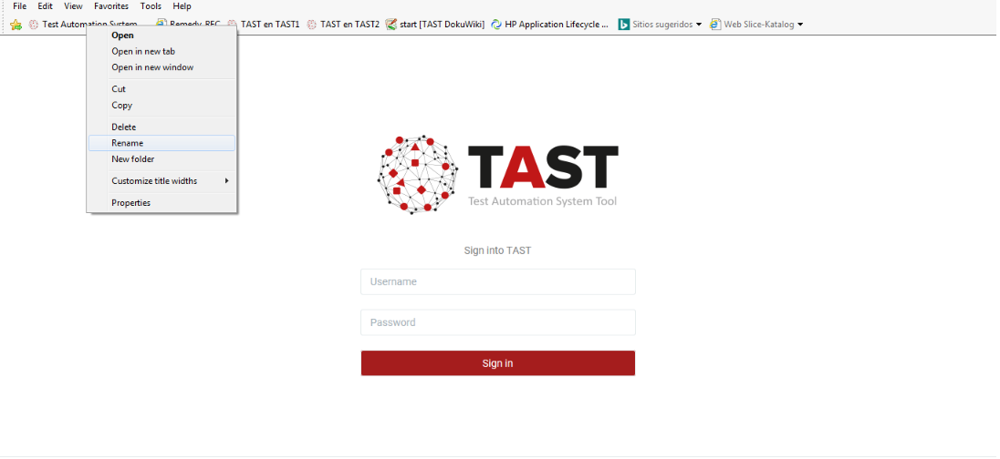 File Edit View Favorites Tools Help
Test Automation System Remedy-REC TAST en TAST1 TAST en TAST2 start [TAST DokuWiki] HP Application Lifecycle ... Sitios sugeridos Web Slice-Katalog
Open
Open in new tab
Open in new window
Cut
Copy
Delete
Rename
New folder
Customize title widths
Properties
TAST
Test Automation System Tool
Sign into TAST
Username
Password
Sign in